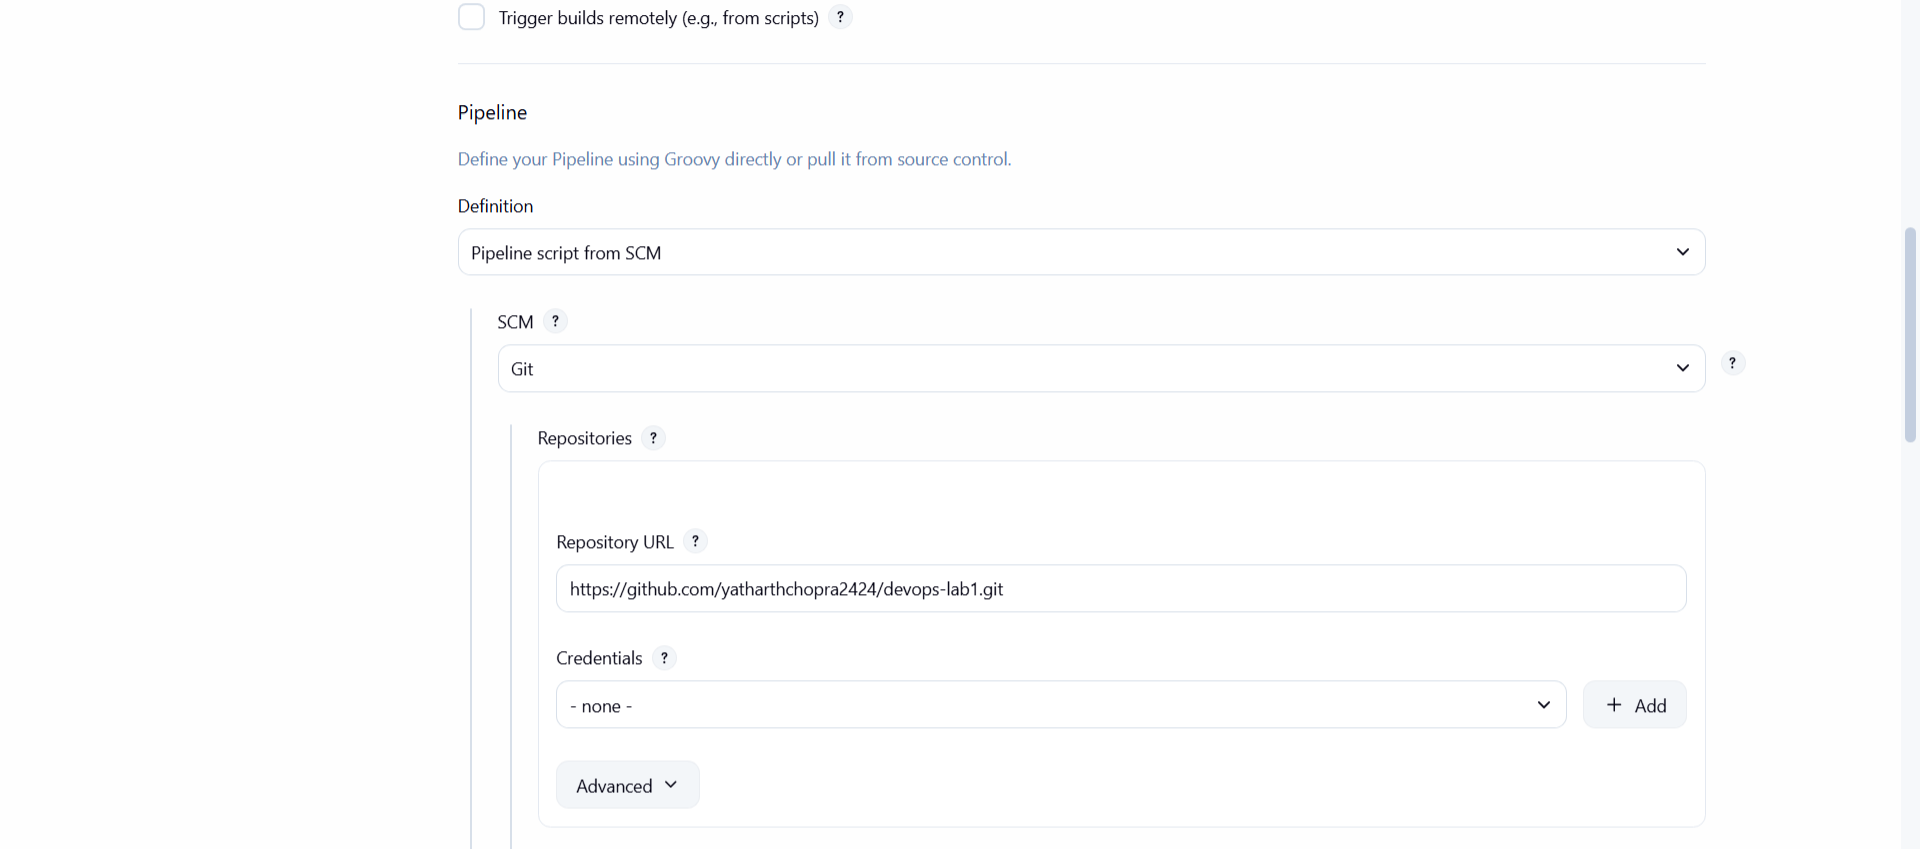 Trigger builds remotely (e.g., from scripts) ?
Pipeline
Define your Pipeline using Groovy directly or pull it from source control.
Definition
Pipeline script from SCM
SCM ?
Git
?
Repositories ?
Repository URL ?
https://github.com/yatharthchopra2424/devops-lab1.git
Credentials ?
- none -
+ Add
Advanced